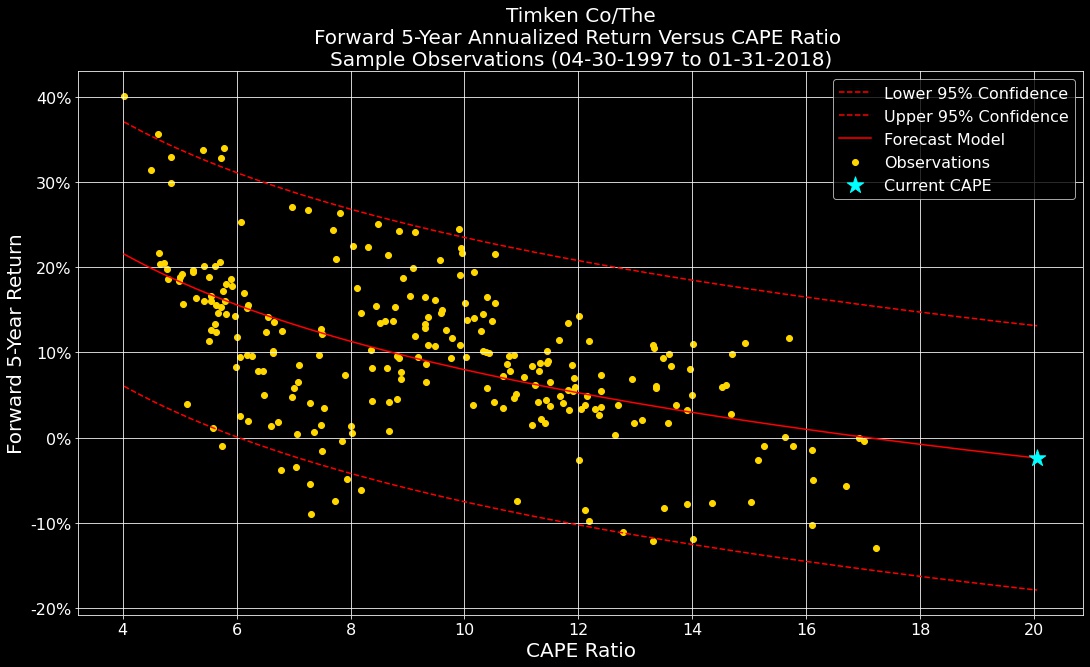 Timken Co/The
Forward 5-Year Annualized Return Versus CAPE Ratio
Sample Observations (04-30-1997 to 01-31-2018)
Lower 95% Confidence
Upper 95% Confidence
Forecast Model
Observations
Current CAPE
Forward 5-Year Return
40%
30%
20%
10%
0%
-10%
-20%
4 6 8 10 12 14 16 18 20
CAPE Ratio